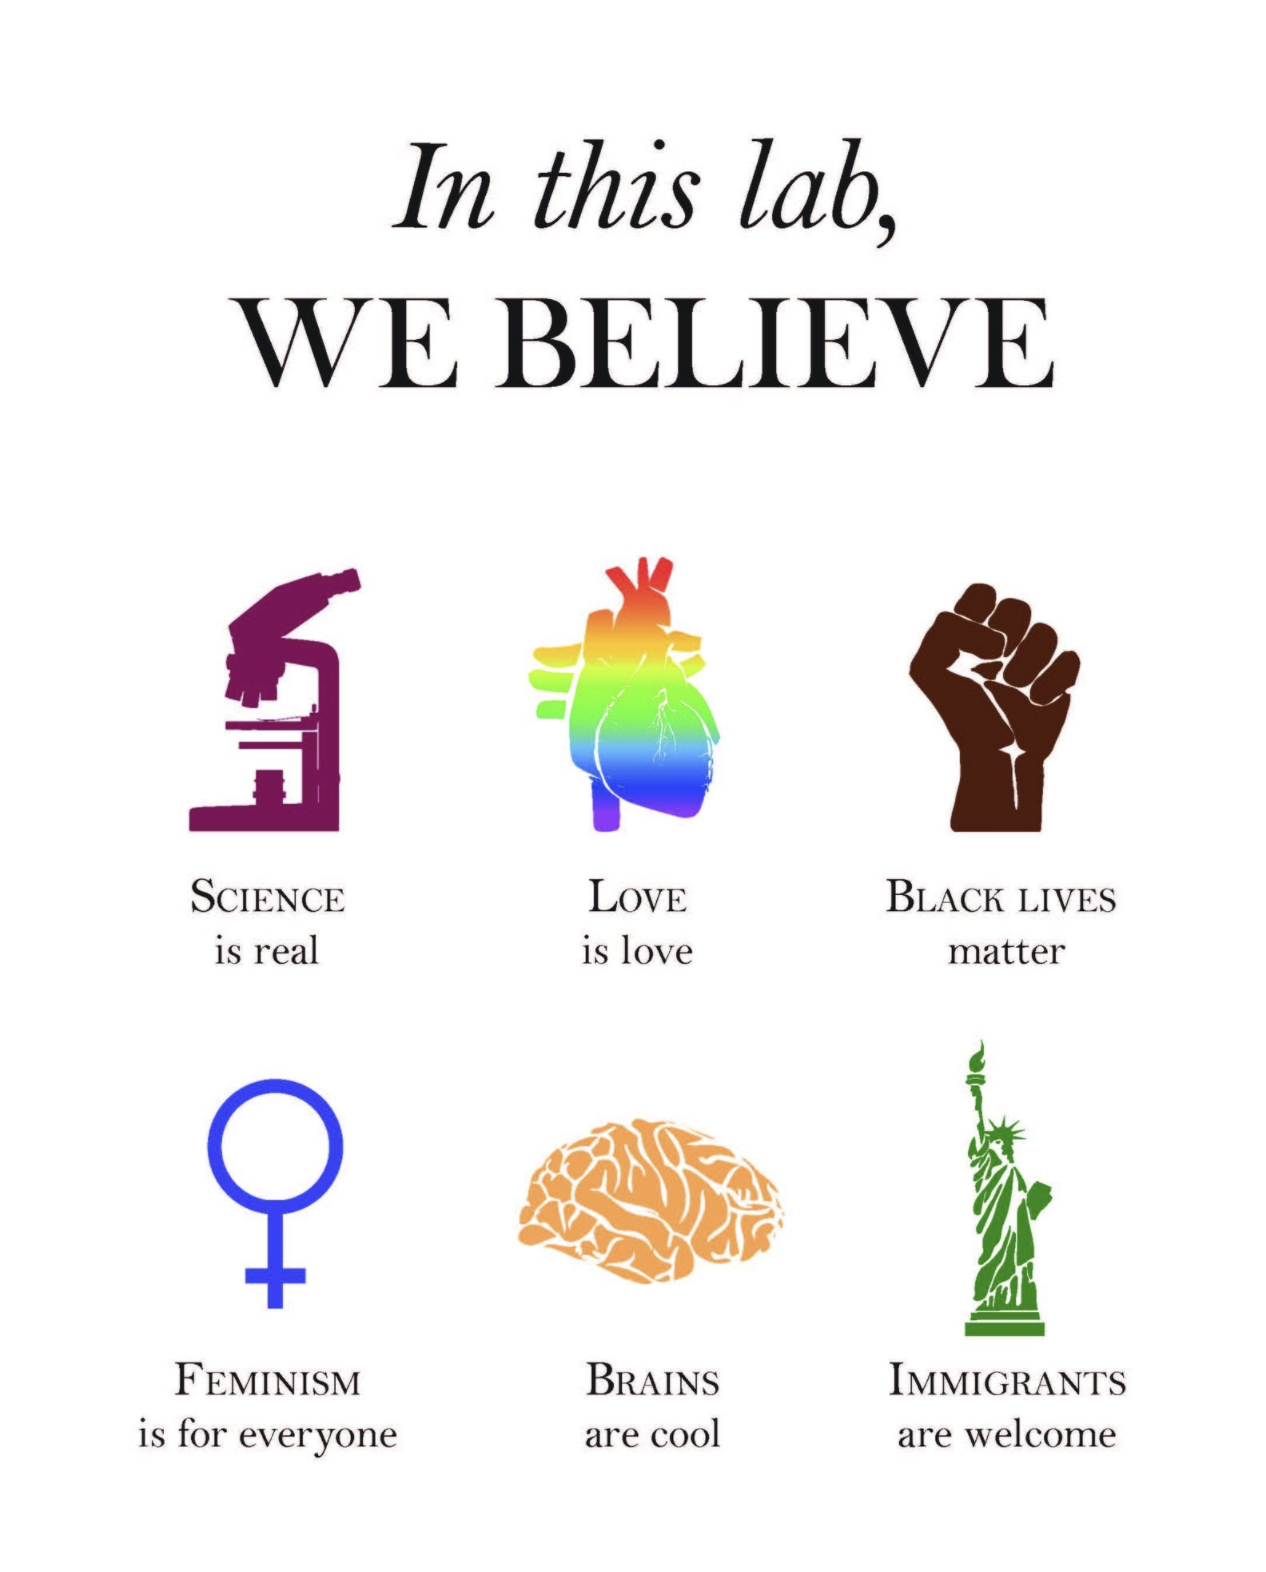 In this lab,
WE BELIEVE
SCIENCE
is real
LOVE
is love
BLACK LIVES
matter
FEMINISM
is for everyone
BRAINS
are cool
IMMIGRANTS
are welcome